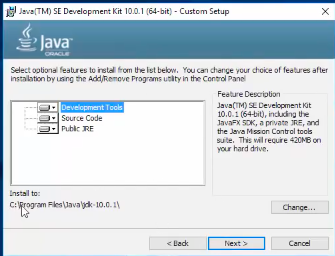 Java(TM) SE Development Kit 10.0.1 (64-bit) - Custom Setup
Java
ORACLE
Select optional features to install from the list below. You can change your choice of features after
installation by using the Add/Remove Programs utility in the Control Panel
Development Tools
Source Code
Public JRE
Feature Description
Java(TM) SE Development Kit
10.0.1 (64-bit), including the
JavaFX SDK, a private JRE, and
the Java Mission Control tools
suite. This will require 420MB on
your hard drive.
Install to:
C:\Program Files\Java\jdk-10.0.1\
Change...
< Back
Next >
Cancel